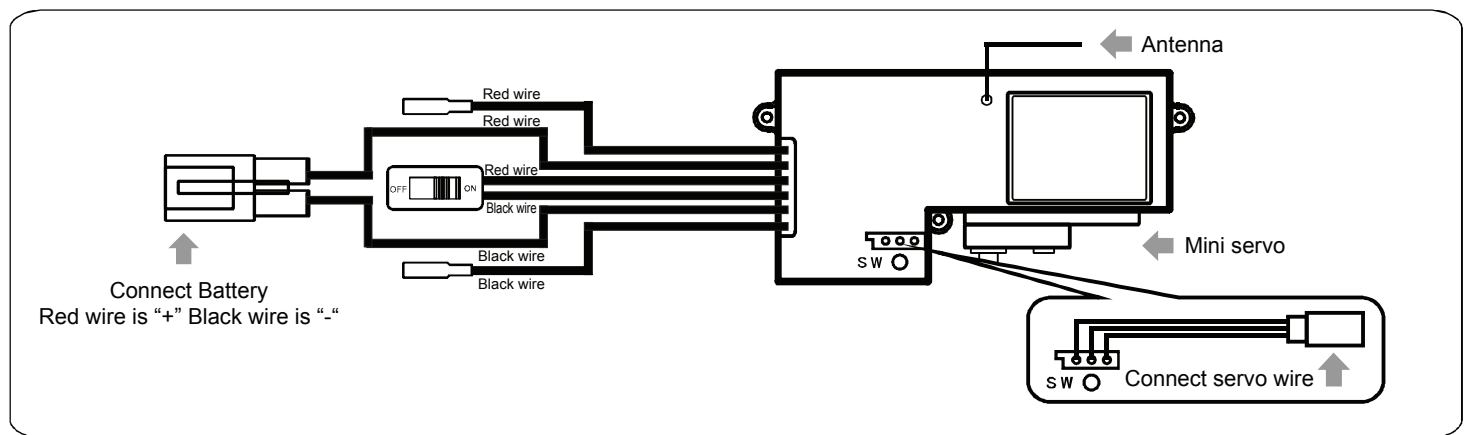 Antenna
Red wire
Red wire
Red wire
OFF
ON
Black wire
Black wire
Black wire
SW
Mini servo
Connect Battery
Red wire is “+” Black wire is “-“
SW
Connect servo wire